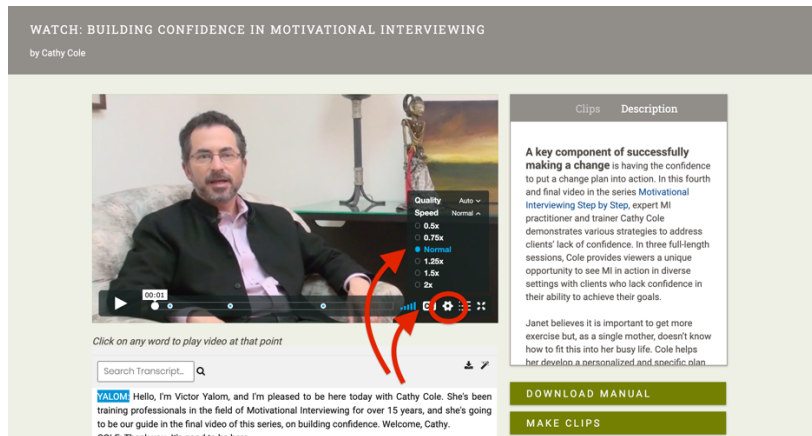 WATCH: BUILDING CONFIDENCE IN MOTIVATIONAL INTERVIEWING
by Cathy Cole
Quality Auto
Speed Normal
0.5x
0.75x
Normal
1.25x
1.5x
2x
00:01
Click on any word to play video at that point
Search Transcript..
YALOM: Hello, I'm Victor Yalom, and I'm pleased to be here today with Cathy Cole. She's been
training professionals in the field of Motivational Interviewing for over 15 years, and she's going
to be our guide in the final video of this series, on building confidence. Welcome, Cathy.
Clips Description
A key component of successfully
making a change is having the confidence
to put a change plan into action. In this fourth
and final video in the series Motivational
Interviewing Step by Step, expert MI
practitioner and trainer Cathy Cole
demonstrates various strategies to address
clients' lack of confidence. In three full-length
sessions, Cole provides viewers a unique
opportunity to see MI in action in diverse
settings with clients who lack confidence in
their ability to achieve their goals.
Janet believes it is important to get more
exercise but, as a single mother, doesn't know
how to fit this into her busy life. Cole helps
her develop a personalized and specific plan
DOWNLOAD MANUAL
MAKE CLIPS